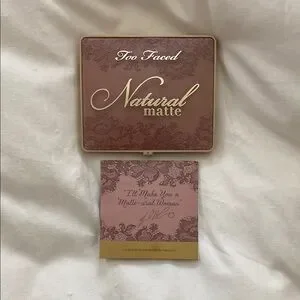 Too Faced
Natural
matte
"I'll Make You a
Matte-ural Woman"